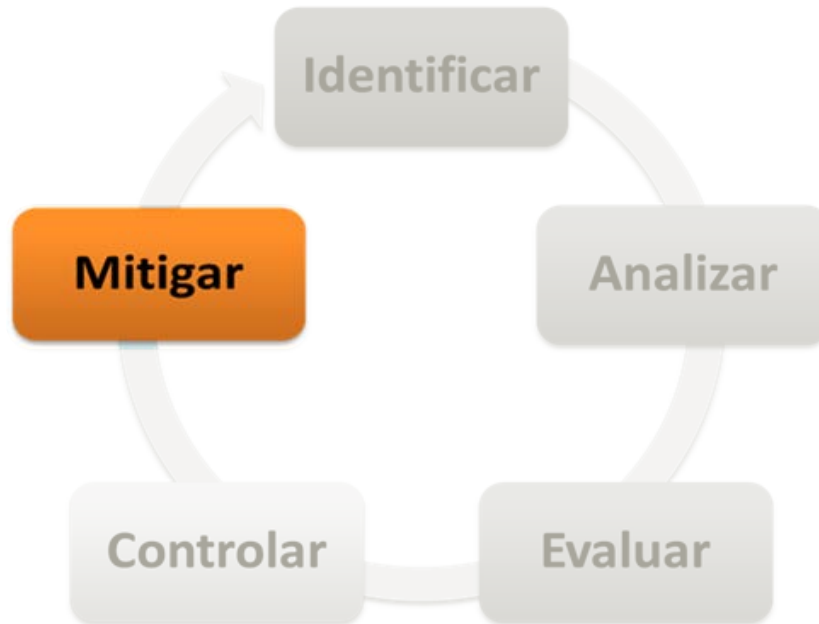 Identificar
Analizar
Evaluar
Controlar
Mitigar